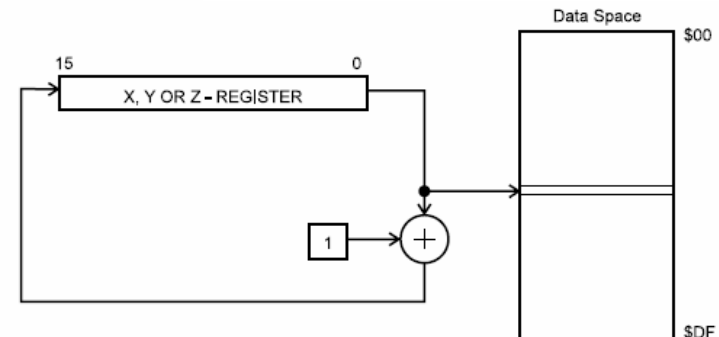 Data Space
$00
15 0
X, Y OR Z - REGISTER
1
+
$DF